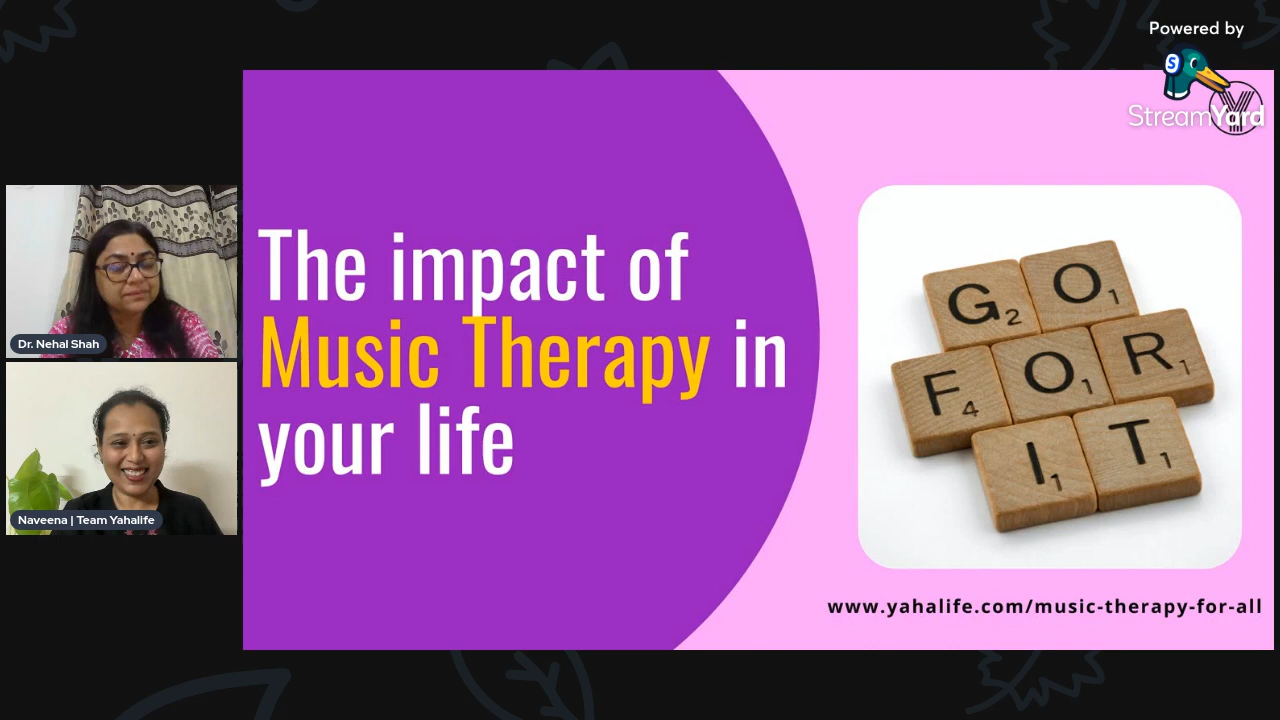 Powered by
S
StreamYard
Dr. Nehal Shah
Naveena | Team Yahalife
The impact of
Music Therapy in
your life
G2 O1
F4 O1 R1
I1 T1
www.yahalife.com/music-therapy-for-all